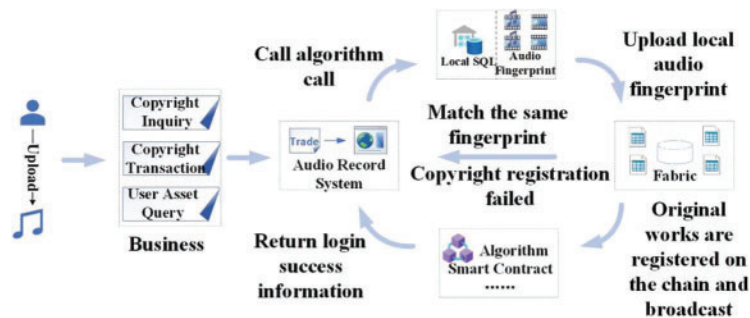 Upload
Copyright
Inquiry
Copyright
Transaction
User Asset
Query
Business
Call algorithm
call
Trade
Audio Record
System
Return login
success
information
Local SQL
Audio
Fingerprint
Match the same
fingerprint
Copyright registration
failed
Algorithm
Smart Contract
......
Upload local
audio
fingerprint
Fabric
Original
works are
registered on
the chain and
broadcast